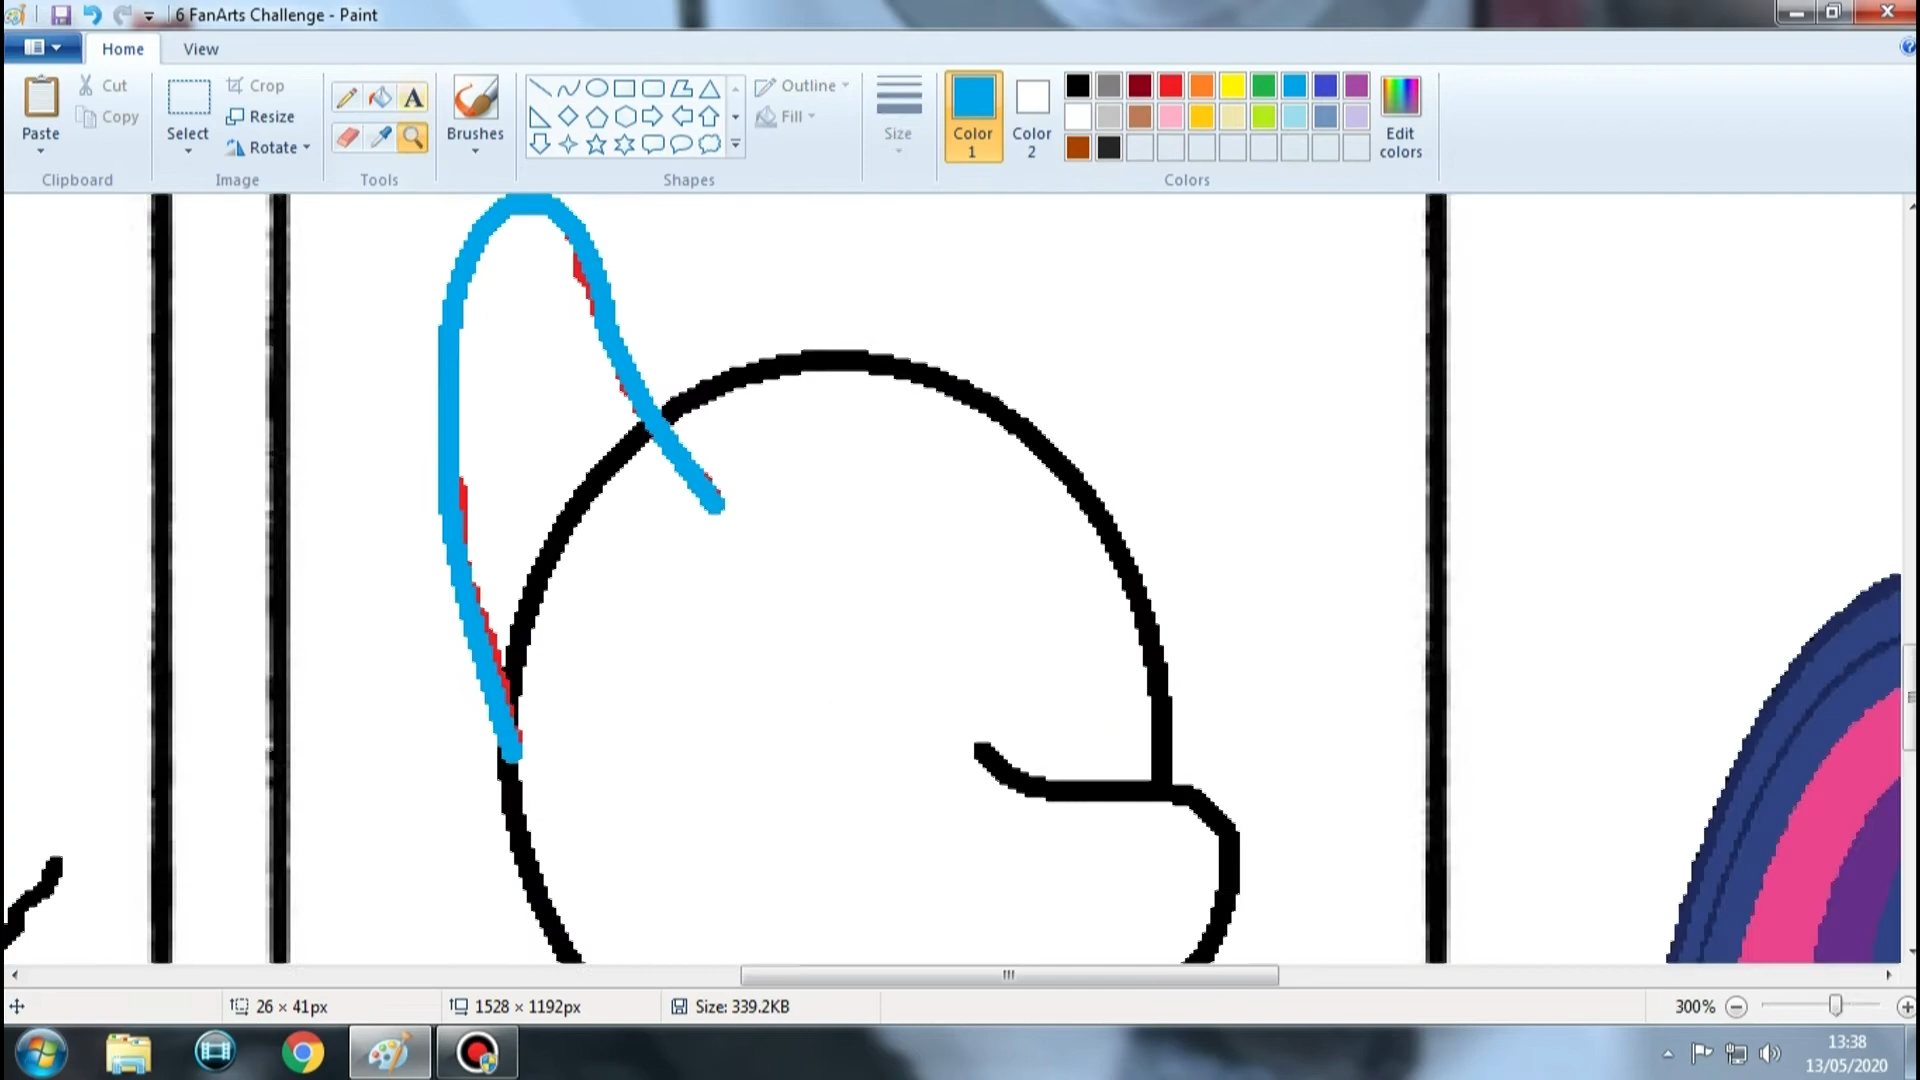 6 FanArts Challenge - Paint
Home View
Paste
Cut
Copy
Clipboard
Select
Crop
Resize
Rotate
Image
A
Tools
Brushes
Shapes
Outline
Fill
Size
Color
1
Color
2
Edit
colors
Colors
26 × 41px
1528 × 1192px
Size: 339.2KB
300%
13:38
13/05/2020